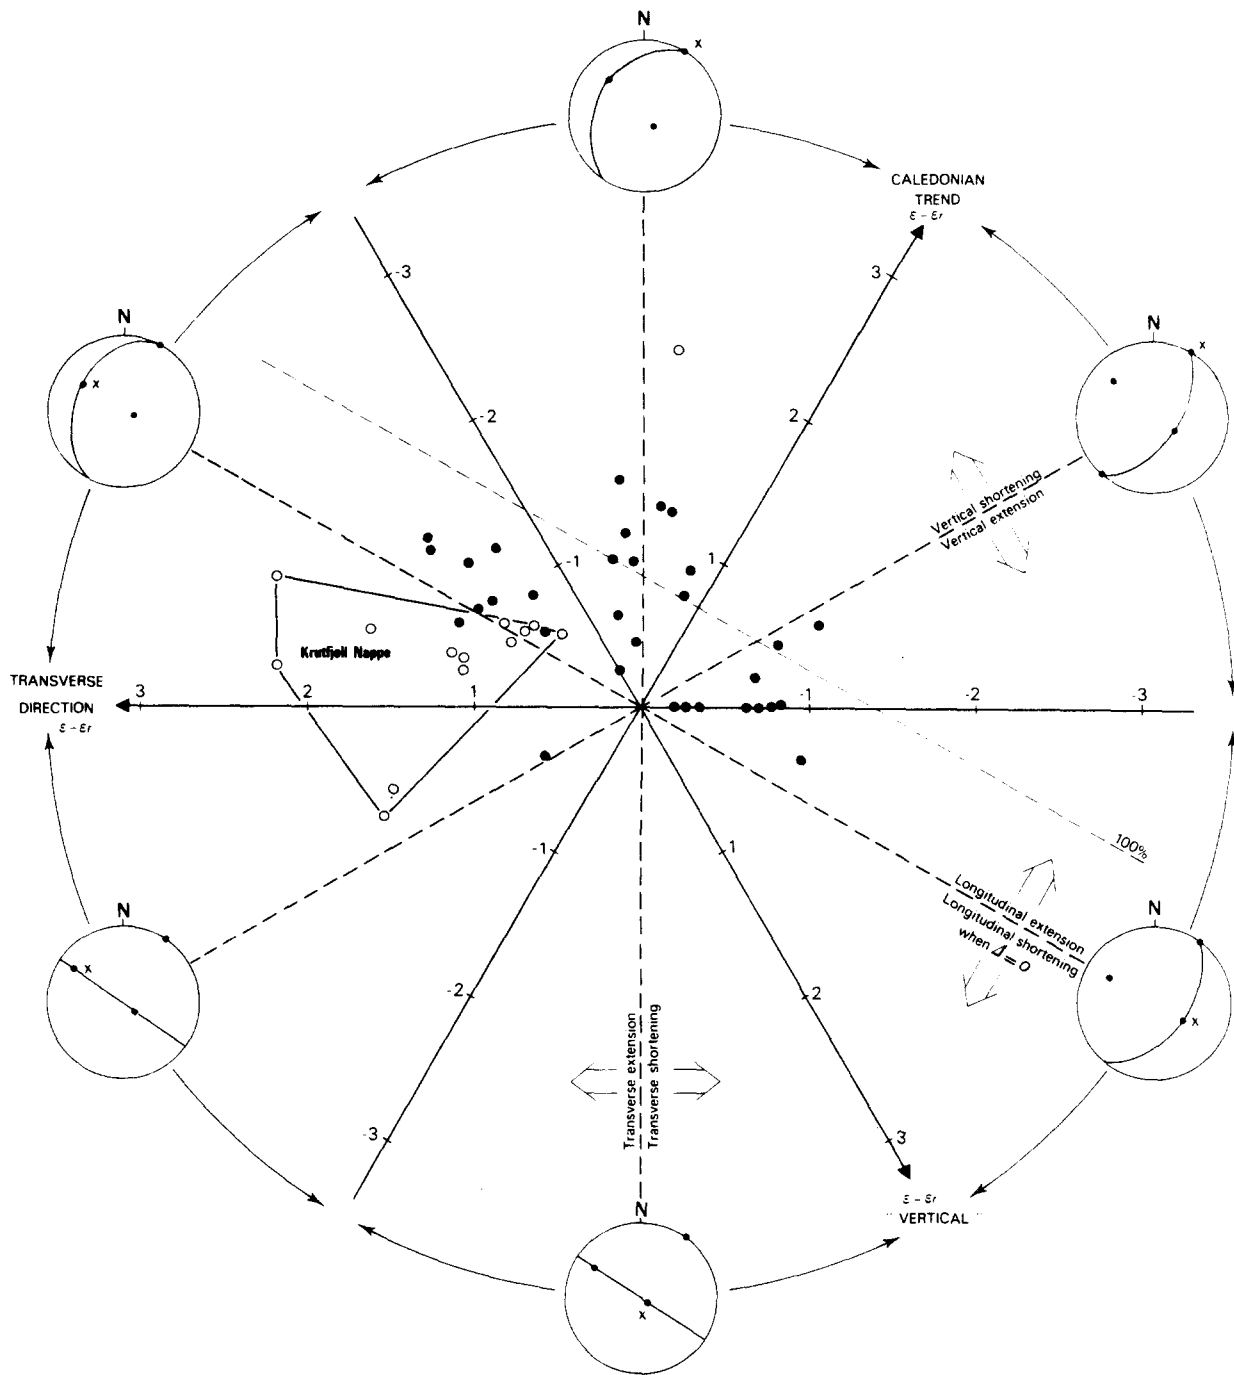 N
x
CALEDONIAN
TREND
ε - εr
-3
3
N
x
N
x
-2
2
Vertical shortening
Vertical extension
-1
1
Krutfjell Nappe
TRANSVERSE
DIRECTION
ε - εr
3
2
1
-1
-2
-3
100%
-1
1
Longitudinal extension
Longitudinal shortening
when Δ = 0
N
x
N
x
-2
2
Transverse extension
Transverse shortening
-3
3
ε - εr
"VERTICAL"
N
x